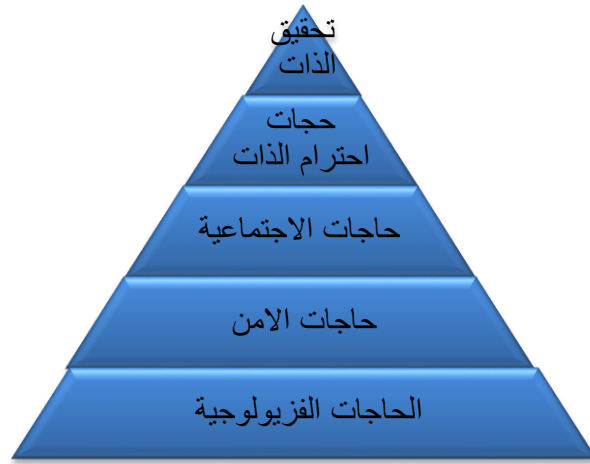 تحقيق
الذات
حجات
احترام الذات
حاجات الاجتماعية
حاجات الامن
الحاجات الفزيولوجية